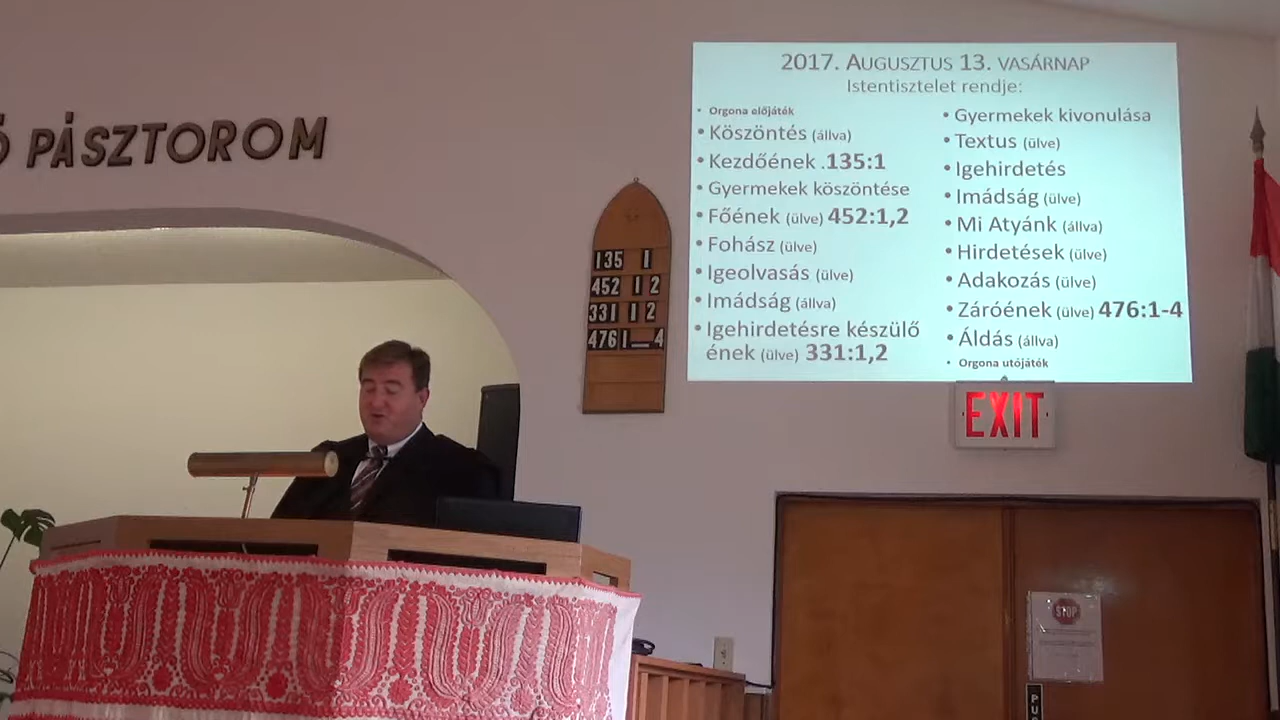 PÁSZTOROM
135 1
452 1 2
331 1 2
476 1_4
2017. AUGUSZTUS 13. VASÁRNAP
Istentisztelet rendje:
• Orgona előjáték
• Köszöntés (állva)
• Kezdőének .135:1
• Gyermekek köszöntése
• Főének (ülve) 452:1,2
• Fohász (ülve)
• Igeolvasás (ülve)
• Imádság (állva)
• Igehirdetésre készülő
ének (ülve) 331:1,2
• Gyermekek kivonulása
• Textus (ülve)
• Igehirdetés
• Imádság (ülve)
• Mi Atyánk (állva)
• Hirdetések (ülve)
• Adakozás (ülve)
• Záróének (ülve) 476:1-4
• Áldás (állva)
• Orgona utójáték
EXIT
STOP